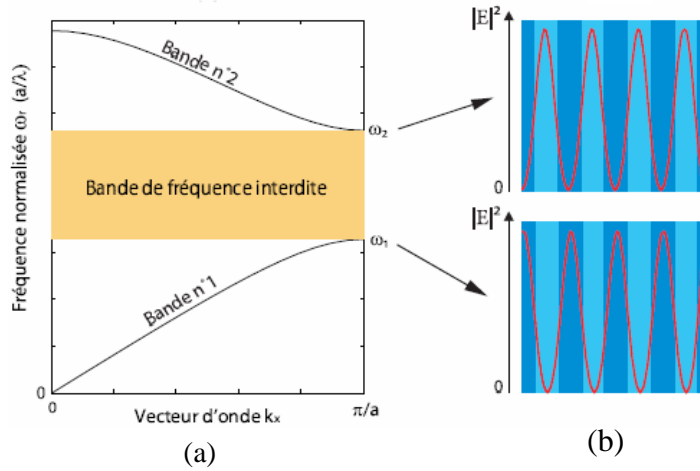 Fréquence normalisée ωr (a/λ)
Bande n°2
ω2
Bande de fréquence interdite
ω1
Bande n°1
0
0
π/a
Vecteur d'onde kx
(a)
|E|²
0
|E|²
0
(b)